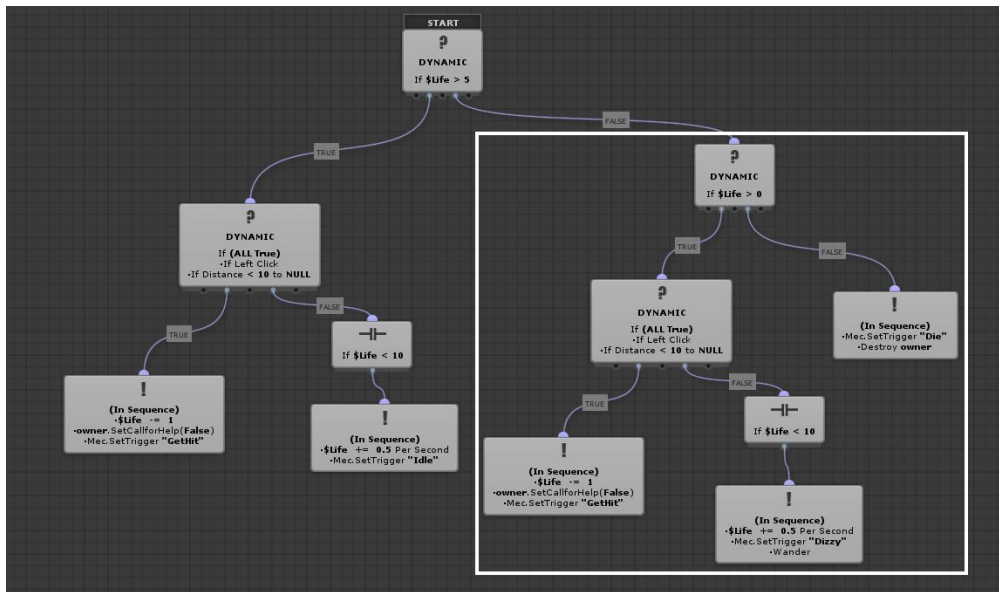 START
?
DYNAMIC
If $Life > 5
TRUE
FALSE
?
DYNAMIC
If (ALL True)
•If Left Click
•If Distance < 10 to NULL
TRUE
FALSE
!
(In Sequence)
•$Life -= 1
•owner.SetCallforHelp(False)
•Mec.SetTrigger "GetHit"
If $Life < 10
!
(In Sequence)
•$Life += 0.5 Per Second
•Mec.SetTrigger "Idle"
?
DYNAMIC
If $Life > 0
TRUE
FALSE
?
DYNAMIC
If (ALL True)
•If Left Click
•If Distance < 10 to NULL
TRUE
FALSE
!
(In Sequence)
•$Life -= 1
•owner.SetCallforHelp(False)
•Mec.SetTrigger "GetHit"
If $Life < 10
!
(In Sequence)
•$Life += 0.5 Per Second
•Mec.SetTrigger "Dizzy"
•Wander
!
(In Sequence)
•Mec.SetTrigger "Die"
•Destroy owner